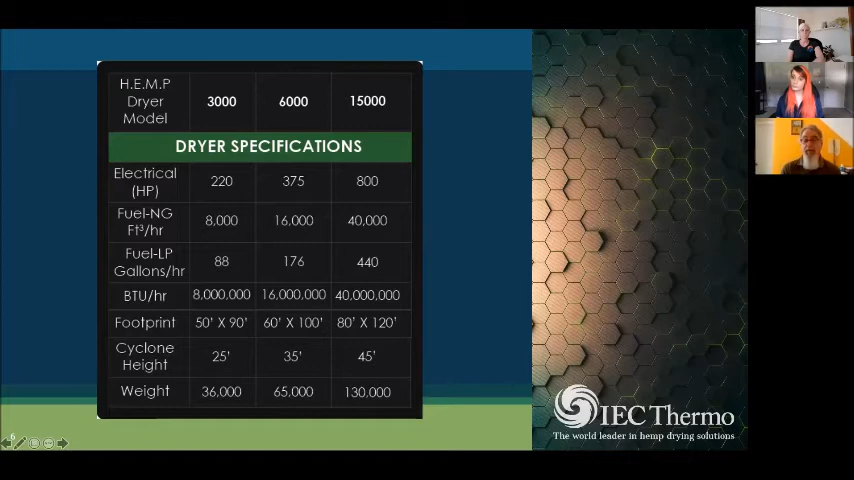 H.E.M.P
Dryer
Model
3000
6000
15000
DRYER SPECIFICATIONS
Electrical
(HP)
220
375
800
Fuel-NG
Ft³/hr
8,000
16,000
40,000
Fuel-LP
Gallons/hr
88
176
440
BTU/hr
8,000,000
16,000,000
40,000,000
Footprint
50' X 90'
60' X 100'
80' X 120'
Cyclone
Height
25'
35'
45'
Weight
36,000
65,000
130,000
IEC Thermo
The world leader in hemp drying solutions
6